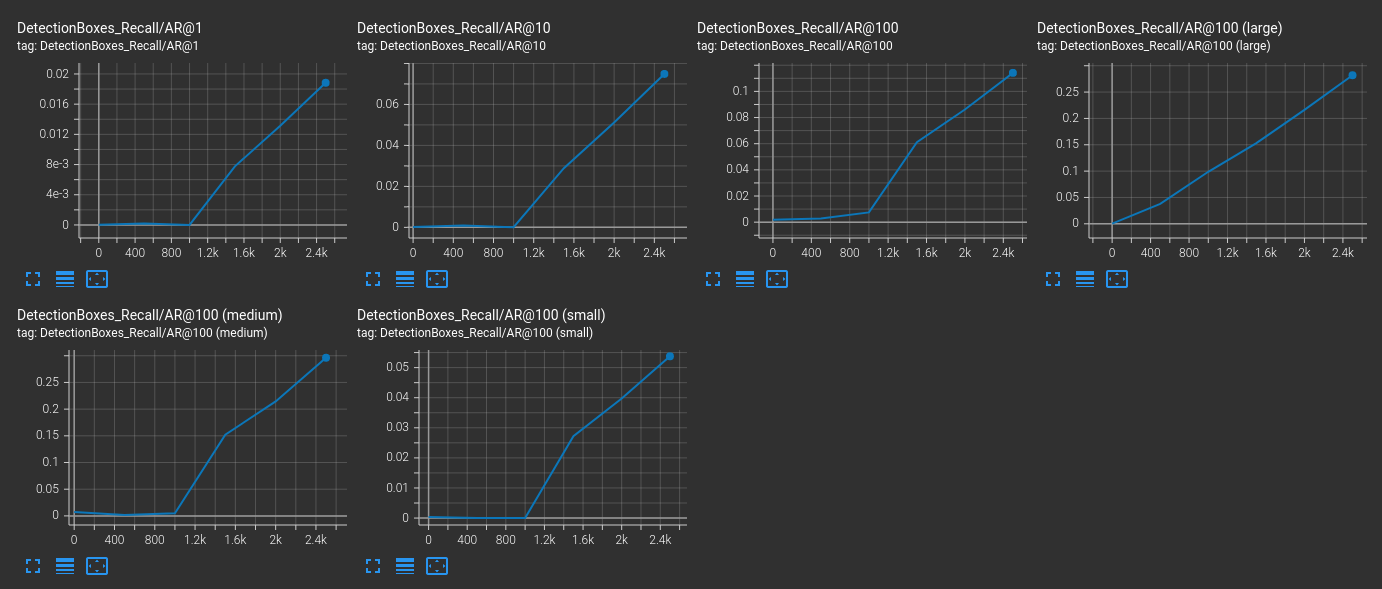 DetectionBoxes_Recall/AR@1
tag: DetectionBoxes_Recall/AR@1
0.02
0.016
0.012
8e-3
4e-3
0
0 400 800 1.2k 1.6k 2k 2.4k
DetectionBoxes_Recall/AR@10
tag: DetectionBoxes_Recall/AR@10
0.06
0.04
0.02
0
0 400 800 1.2k 1.6k 2k 2.4k
DetectionBoxes_Recall/AR@100
tag: DetectionBoxes_Recall/AR@100
0.1
0.08
0.06
0.04
0.02
0
0 400 800 1.2k 1.6k 2k 2.4k
DetectionBoxes_Recall/AR@100 (large)
tag: DetectionBoxes_Recall/AR@100 (large)
0.25
0.2
0.15
0.1
0.05
0
0 400 800 1.2k 1.6k 2k 2.4k
DetectionBoxes_Recall/AR@100 (medium)
tag: DetectionBoxes_Recall/AR@100 (medium)
0.25
0.2
0.15
0.1
0.05
0
0 400 800 1.2k 1.6k 2k 2.4k
DetectionBoxes_Recall/AR@100 (small)
tag: DetectionBoxes_Recall/AR@100 (small)
0.05
0.04
0.03
0.02
0.01
0
0 400 800 1.2k 1.6k 2k 2.4k